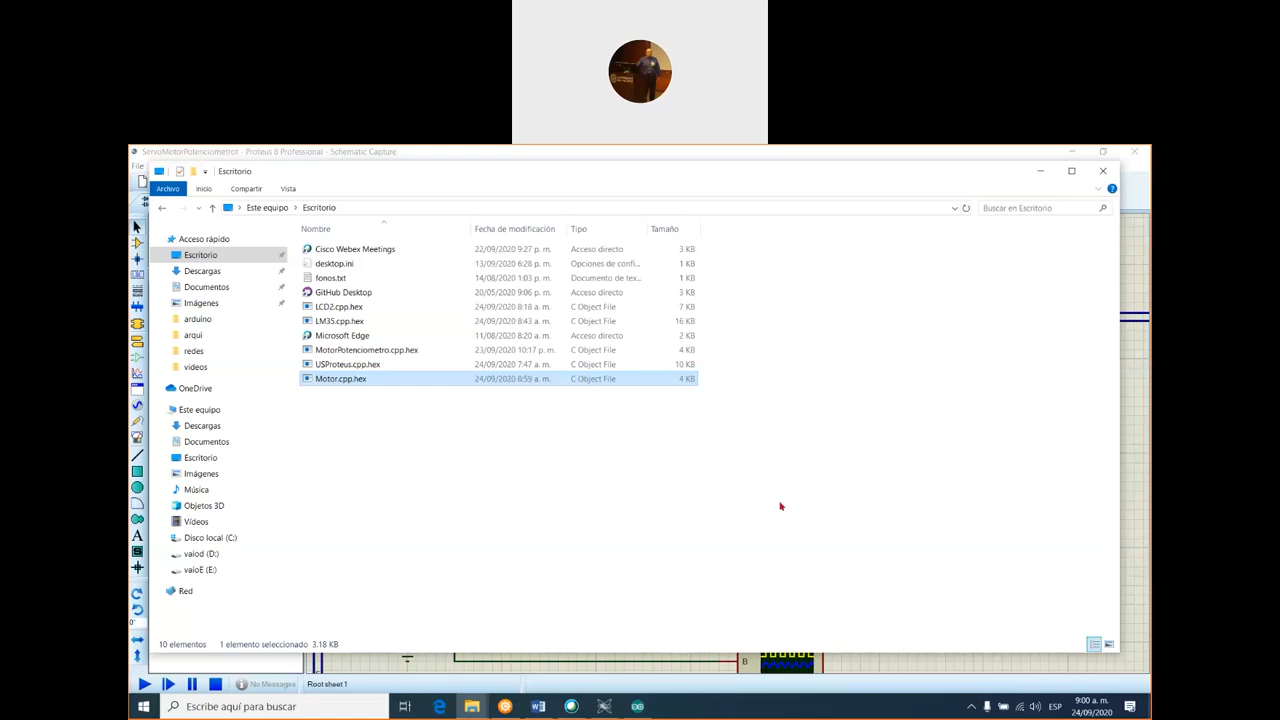 ServoMotorPotenciometrot - Proteus 8 Professional - Schematic Capture
File
Escritorio
Archivo Inicio Compartir Vista
Este equipo > Escritorio
Buscar en Escritorio
Nombre Fecha de modificación Tipo Tamaño
Acceso rápido
Escritorio
Descargas
Documentos
Imágenes
arduino
arqui
redes
videos
OneDrive
Este equipo
Descargas
Documentos
Escritorio
Imágenes
Música
Objetos 3D
Vídeos
Disco local (C:)
vaiod (D:)
vaioE (E:)
Red
Cisco Webex Meetings 22/09/2020 9:27 p. m. Acceso directo 3 KB
desktop.ini 13/09/2020 6:28 p. m. Opciones de confi... 1 KB
fonos.txt 14/08/2020 1:03 p. m. Documento de tex... 1 KB
GitHub Desktop 20/05/2020 9:06 p. m. Acceso directo 3 KB
LCD2.cpp.hex 24/09/2020 8:18 a. m. C Object File 7 KB
LM35.cpp.hex 24/09/2020 8:43 a. m. C Object File 16 KB
Microsoft Edge 11/08/2020 8:20 a. m. Acceso directo 2 KB
MotorPotenciometro.cpp.hex 23/09/2020 10:17 p. m. C Object File 4 KB
USProteus.cpp.hex 24/09/2020 7:47 a. m. C Object File 10 KB
Motor.cpp.hex 24/09/2020 8:59 a. m. C Object File 4 KB
10 elementos 1 elemento seleccionado 3.18 KB
B
No Messages Root sheet 1
Escribe aquí para buscar
ESP
9:00 a. m.
24/09/2020